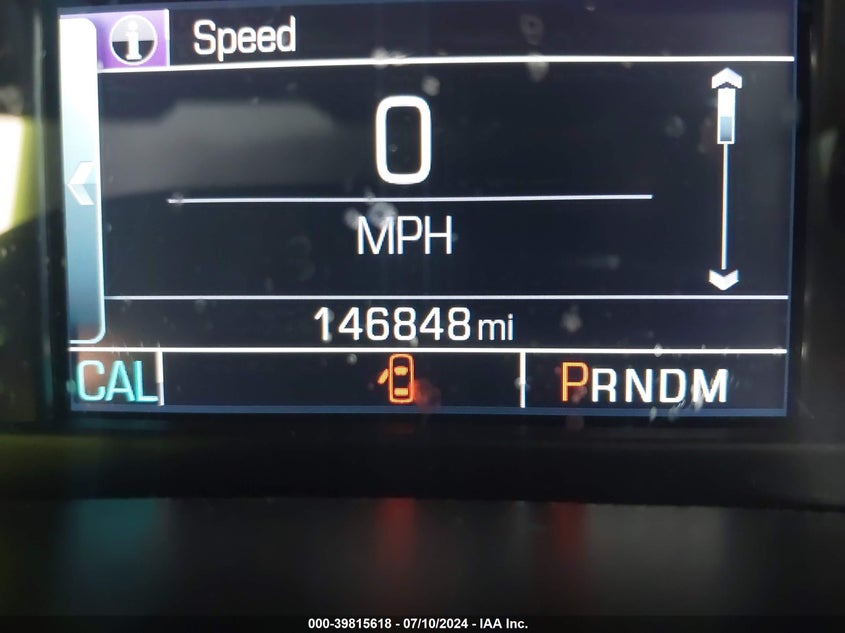 i Speed
0
MPH
146848 mi
CAL PRNDM
000-39815618 - 07/10/2024 - IAA Inc.